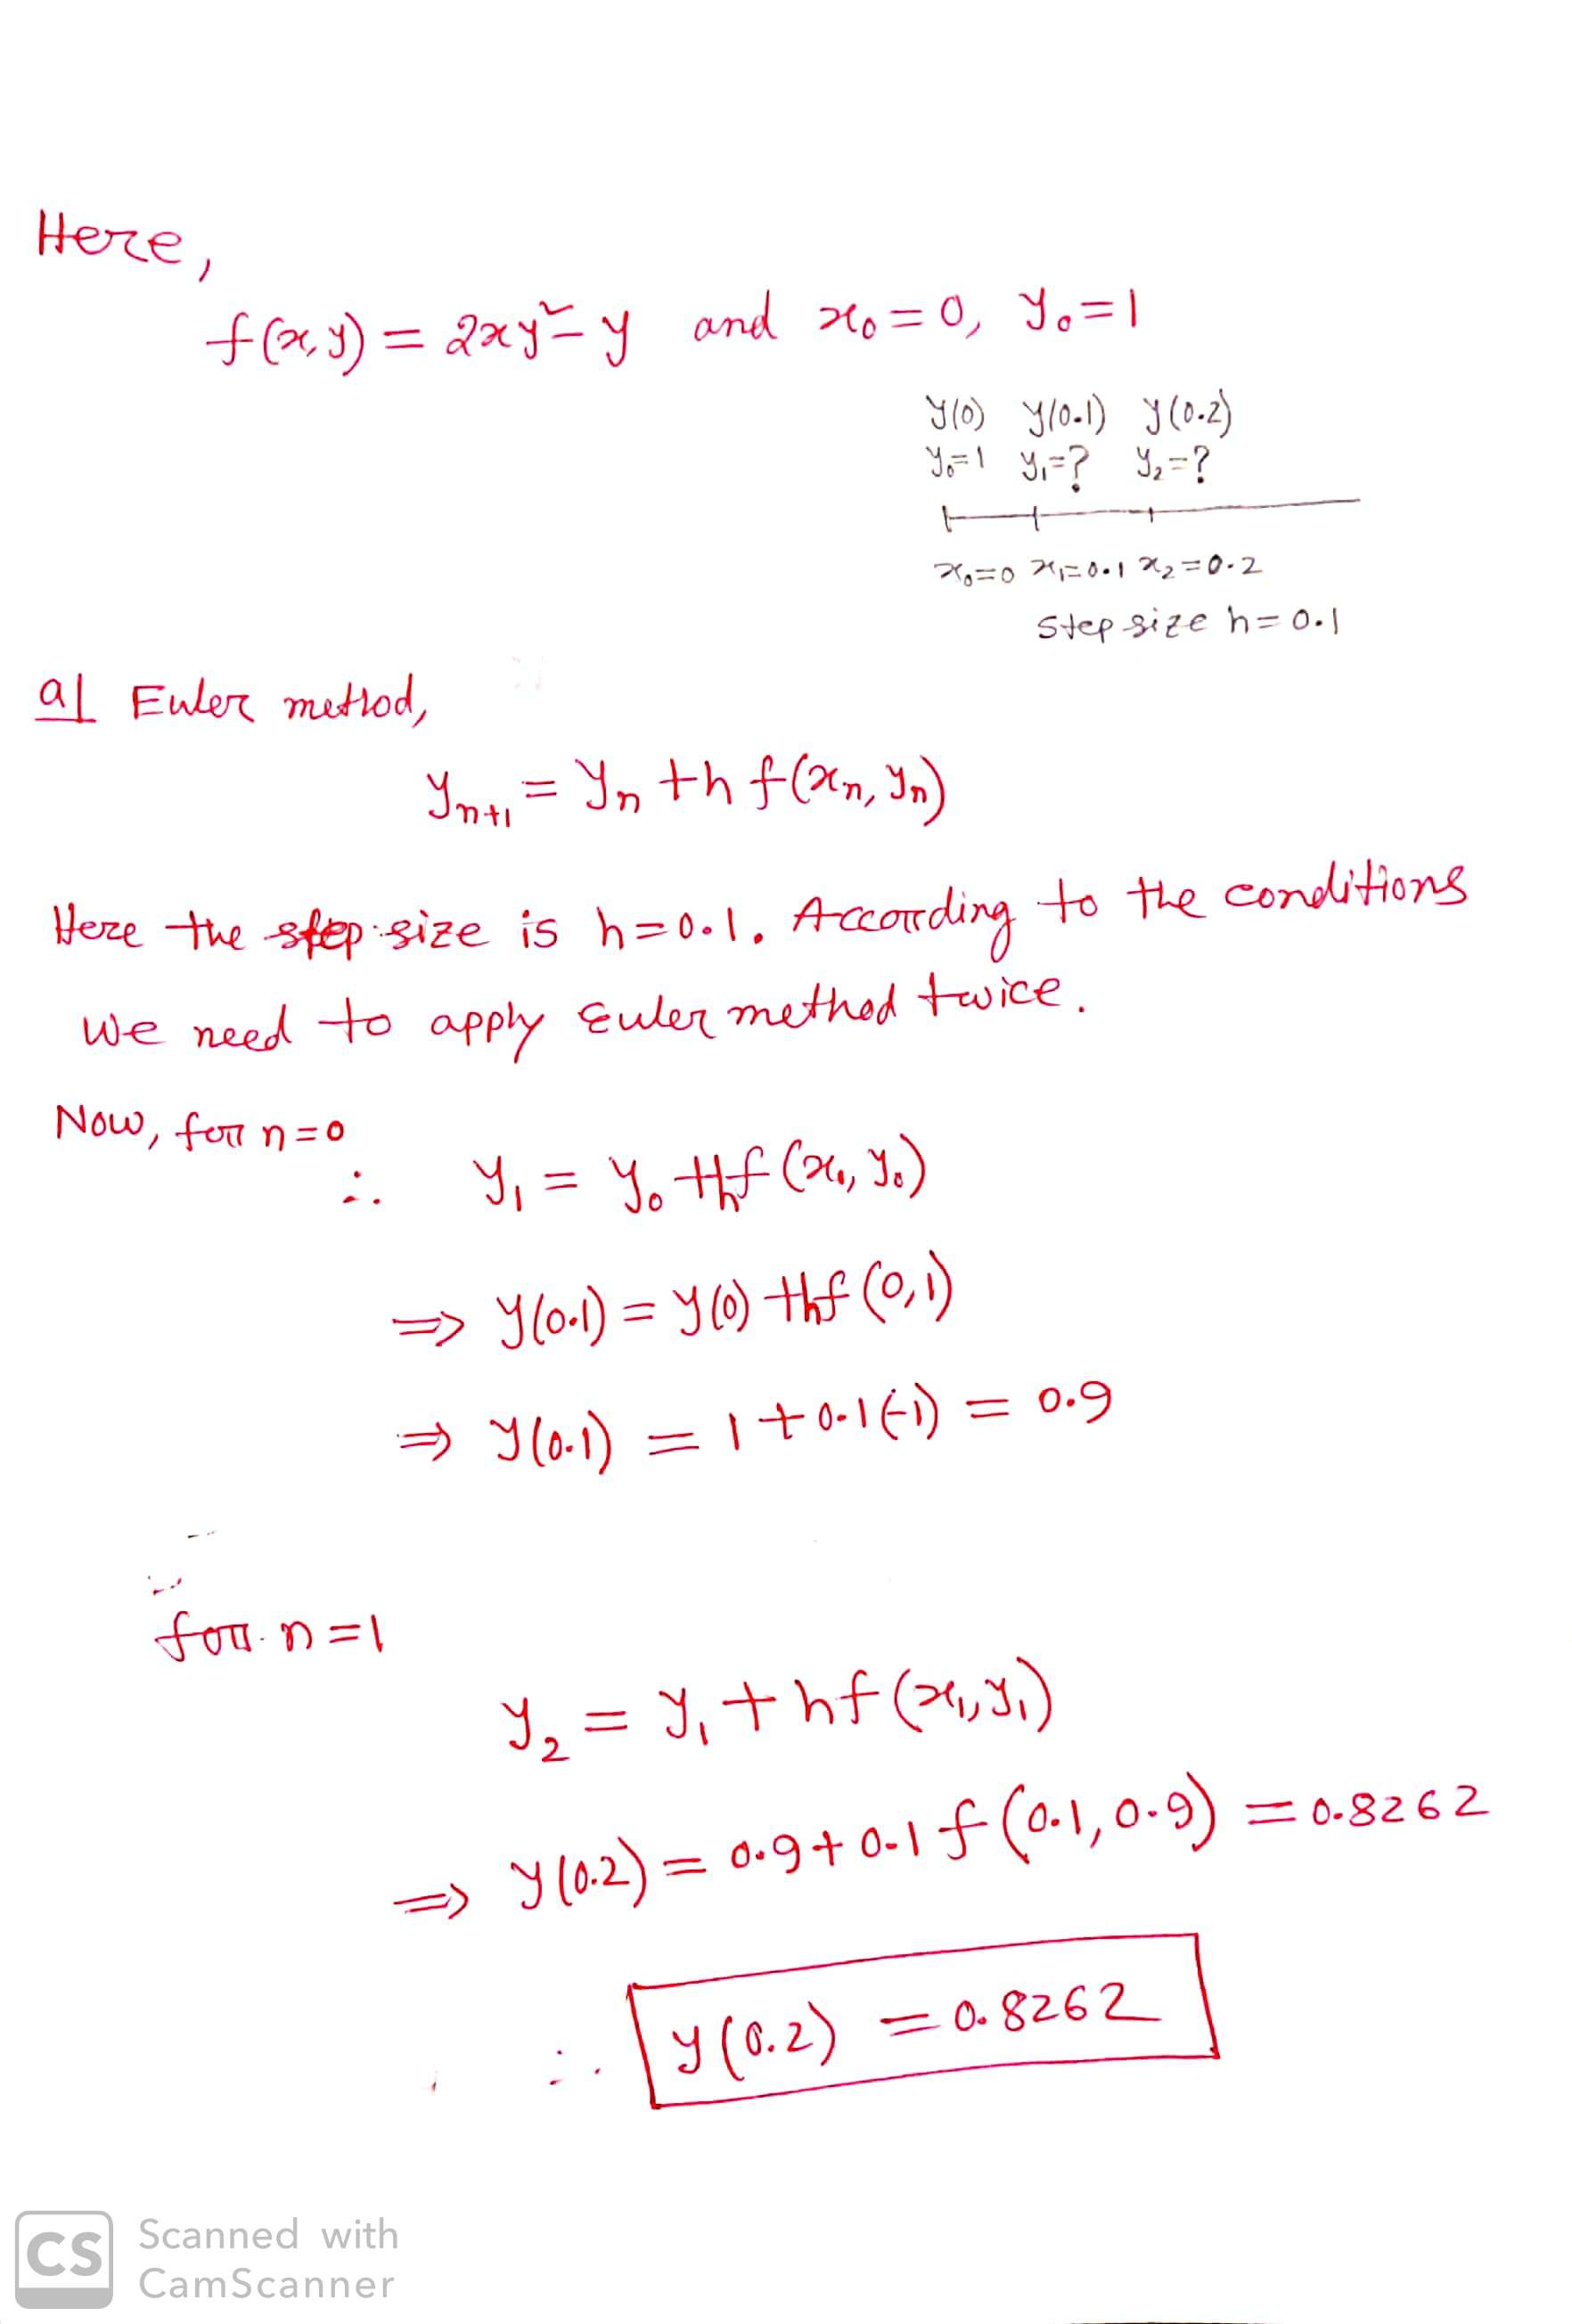 Here,
f(x,y) = 2xy² - y and x₀ = 0, y₀ = 1
y(0) y(0.1) y(0.2)
y₀=1 y₁=? y₂=?
x₀=0 x₁=0.1 x₂=0.2
step size h=0.1
a] Euler method,
yₙ₊₁ = yₙ + h f(xₙ, yₙ)
Here the step size is h=0.1. According to the conditions
we need to apply Euler method twice.
Now, for n=0
∴ y₁ = y₀ + hf(x₀, y₀)
⇒ y(0.1) = y(0) + hf(0,1)
⇒ y(0.1) = 1 + 0.1(-1) = 0.9
for n=1
y₂ = y₁ + hf(x₁, y₁)
⇒ y(0.2) = 0.9 + 0.1 f(0.1, 0.9) = 0.8262
∴ y(0.2) = 0.8262
CS Scanned with
CamScanner